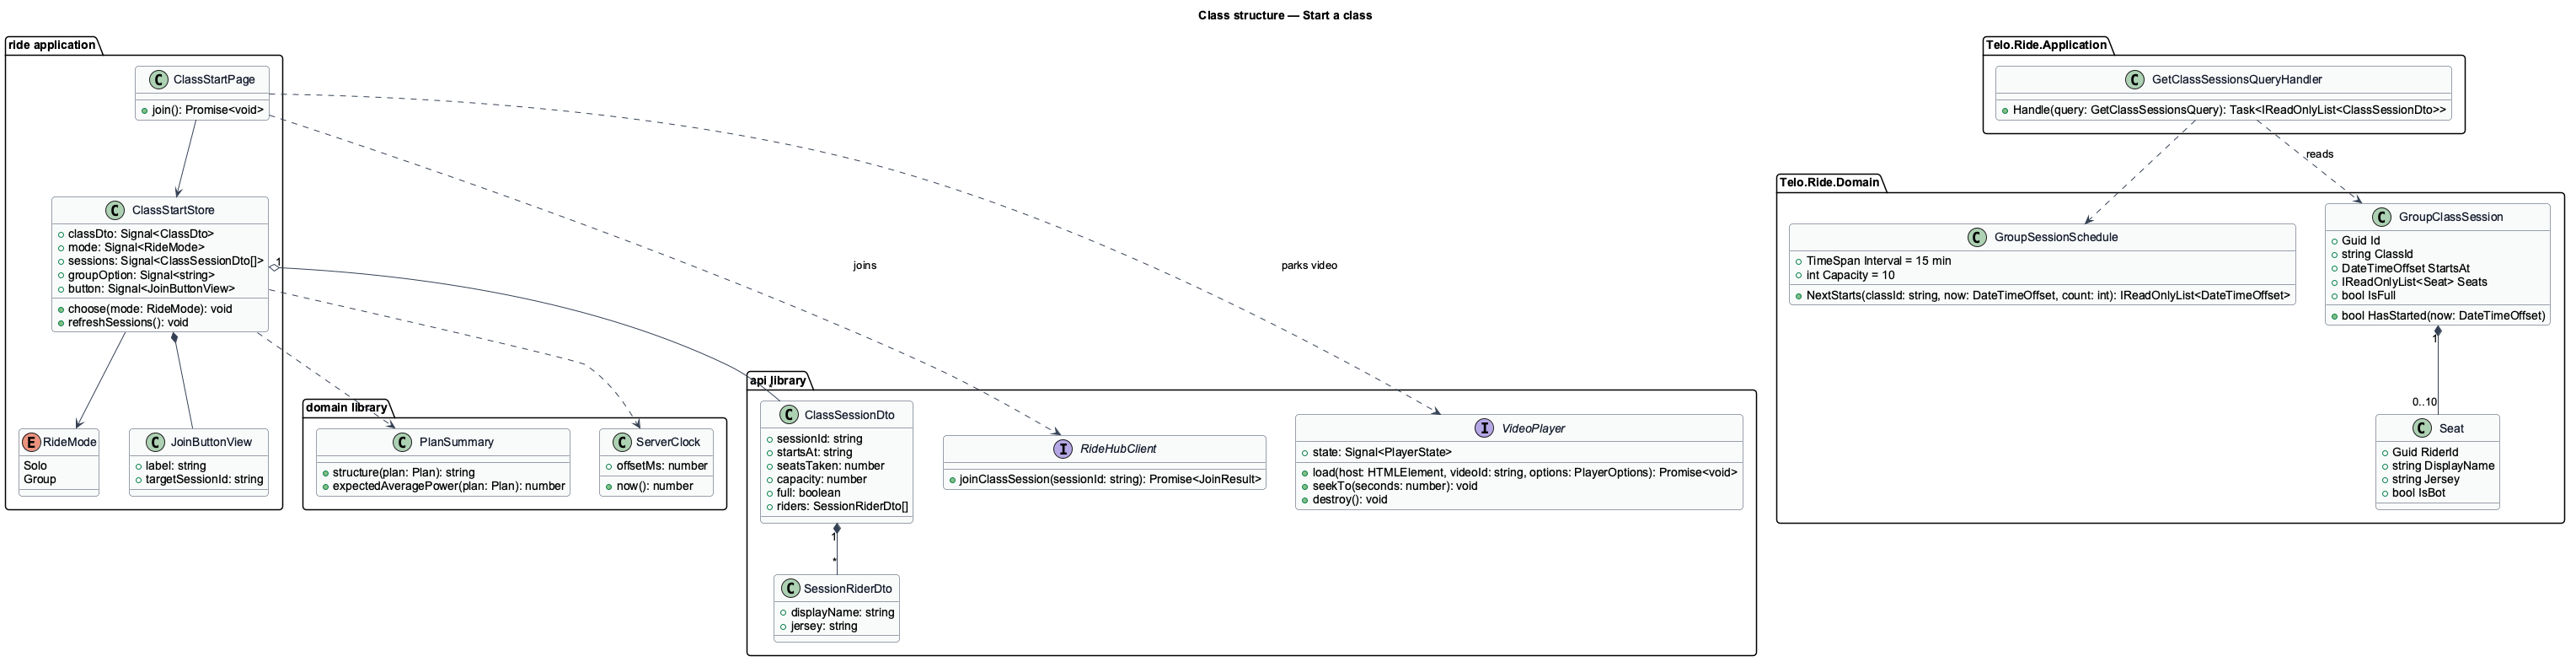 Class structure — Start a class
ride application
C ClassStartPage
join(): Promise<void>
C ClassStartStore
classDto: Signal<ClassDto>
mode: Signal<RideMode>
sessions: Signal<ClassSessionDto[]>
groupOption: Signal<string>
button: Signal<JoinButtonView>
choose(mode: RideMode): void
refreshSessions(): void
1
E RideMode
Solo
Group
C JoinButtonView
label: string
targetSessionId: string
domain library
C PlanSummary
structure(plan: Plan): string
expectedAveragePower(plan: Plan): number
C ServerClock
offsetMs: number
now(): number
joins
parks video
api library
C ClassSessionDto
sessionId: string
startsAt: string
seatsTaken: number
capacity: number
full: boolean
riders: SessionRiderDto[]
1
*
C SessionRiderDto
displayName: string
jersey: string
I RideHubClient
joinClassSession(sessionId: string): Promise<JoinResult>
I VideoPlayer
state: Signal<PlayerState>
load(host: HTMLElement, videoId: string, options: PlayerOptions): Promise<void>
seekTo(seconds: number): void
destroy(): void
Telo.Ride.Application
C GetClassSessionsQueryHandler
Handle(query: GetClassSessionsQuery): Task<IReadOnlyList<ClassSessionDto>>
reads
Telo.Ride.Domain
C GroupSessionSchedule
TimeSpan Interval = 15 min
int Capacity = 10
NextStarts(classId: string, now: DateTimeOffset, count: int): IReadOnlyList<DateTimeOffset>
C GroupClassSession
Guid Id
string ClassId
DateTimeOffset StartsAt
IReadOnlyList<Seat> Seats
bool IsFull
bool HasStarted(now: DateTimeOffset)
1
0..10
C Seat
Guid RiderId
string DisplayName
string Jersey
bool IsBot